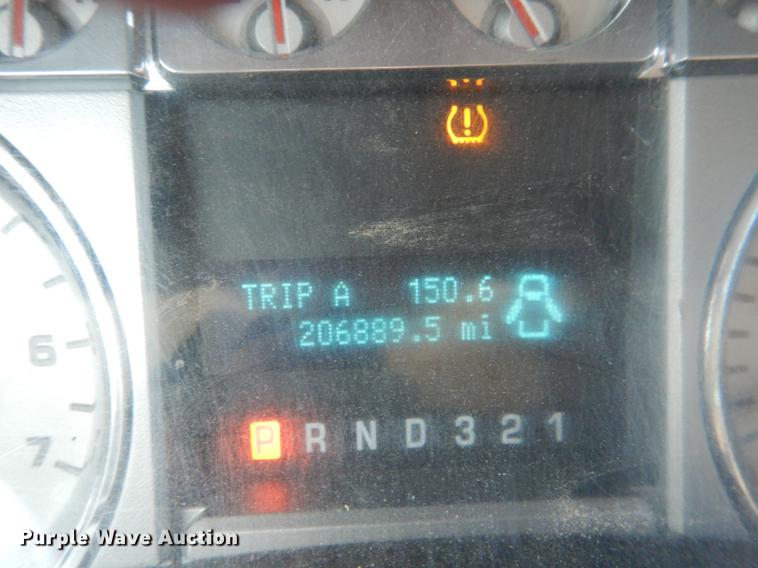 TRIP A 150.6
206889.5 mi
6
P R N D 3 2 1
7
Purple Wave Auction